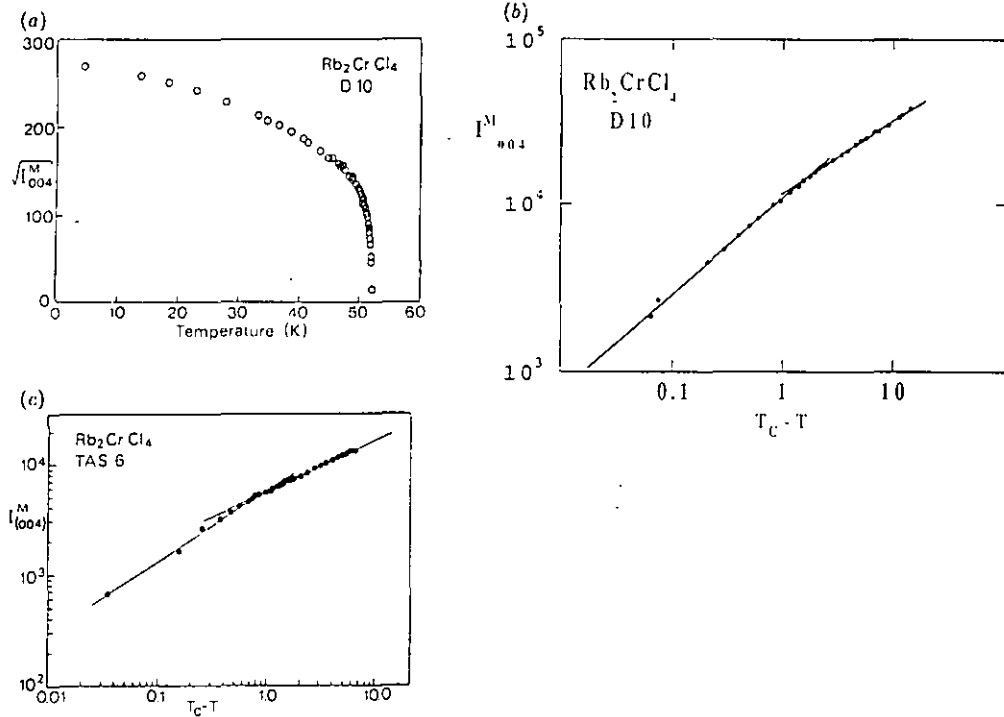 (a)
300
200
√I^M_004
100
0
0 10 20 30 40 50 60
Temperature (K)
Rb2CrCl4
D10
(b)
10^5
I^M_004
10^4
10^3
0.1 1 10
T_C - T
Rb2CrCl4
D10
(c)
Rb2CrCl4
TAS 6
10^4
I^M_(004)
10^3
10^2
0.01 0.1 1.0 10.0
T_C-T